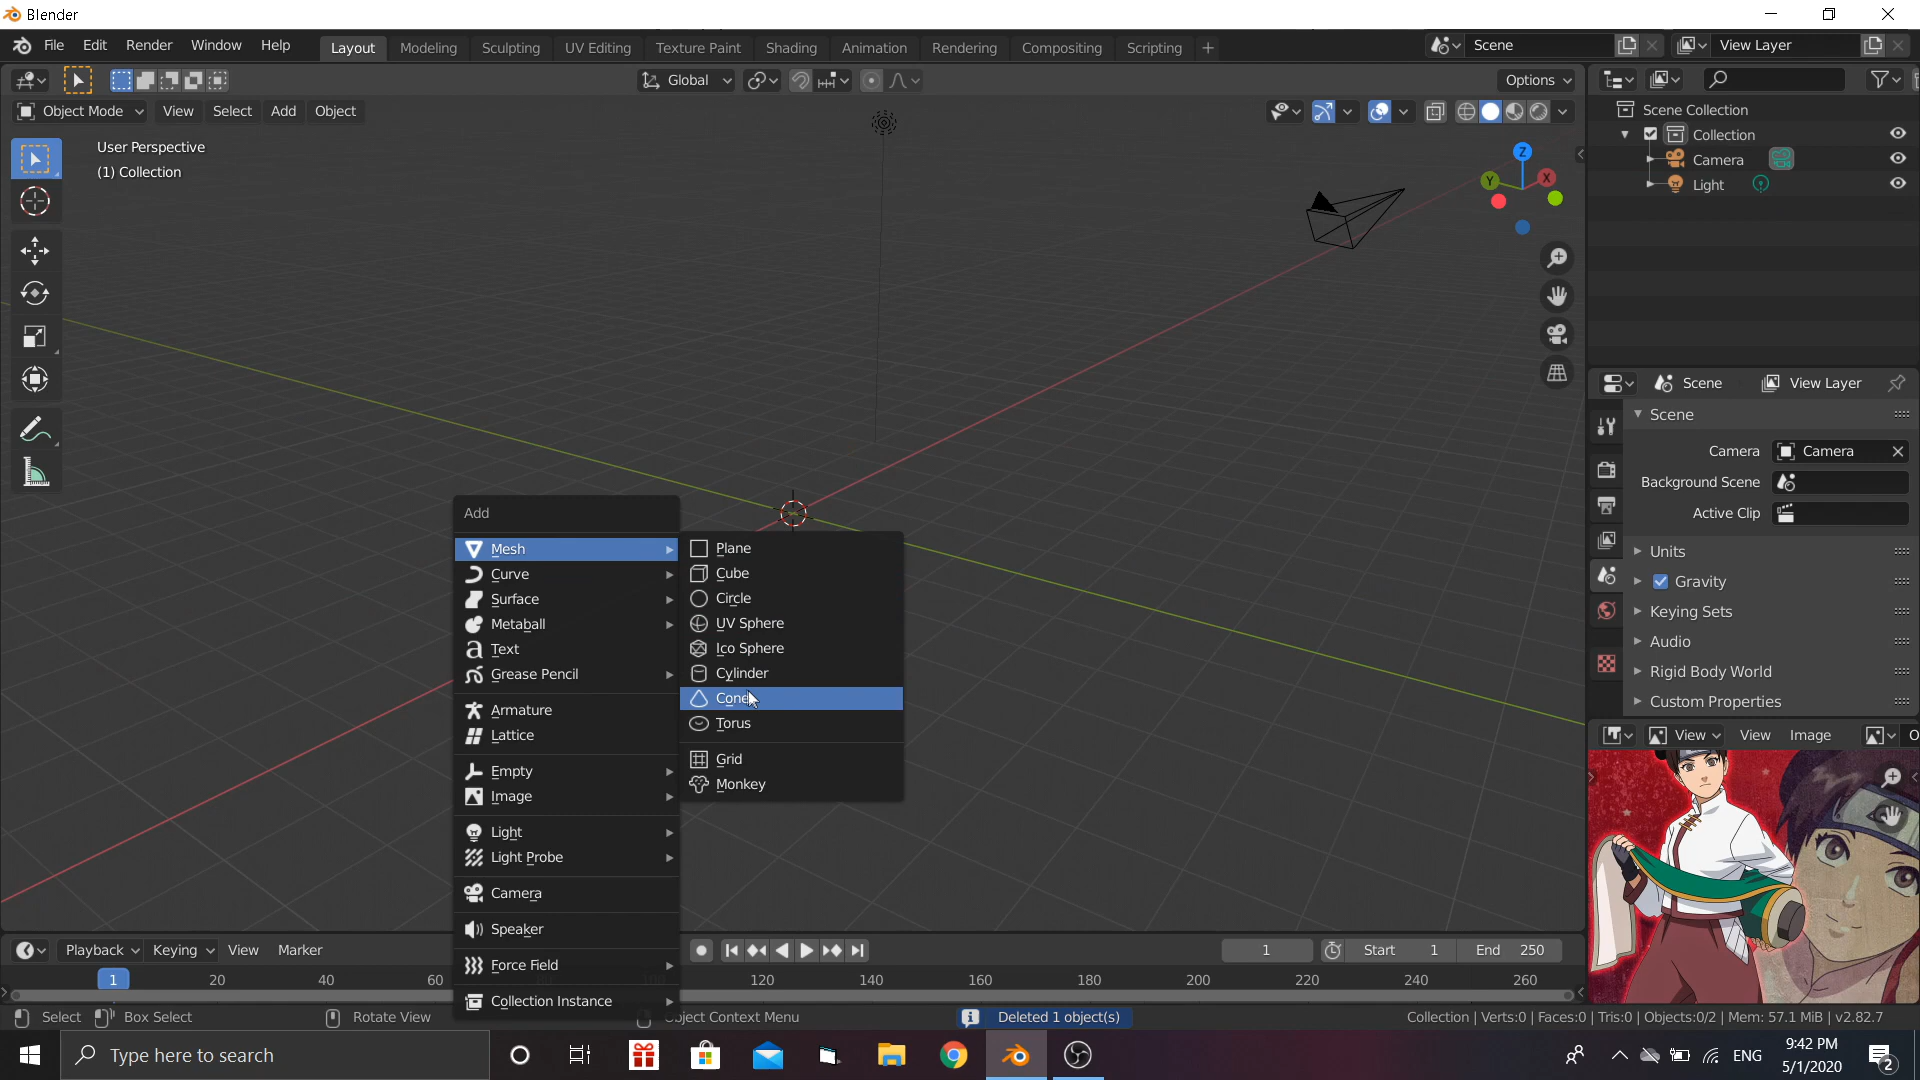 Blender
File Edit Render Window Help Layout Modeling Sculpting UV Editing Texture Paint Shading Animation Rendering Compositing Scripting + Scene View Layer
Global Options
Object Mode View Select Add Object
User Perspective
(1) Collection
Z
Y
X
Scene Collection
Collection
Camera
Light
Scene View Layer
Scene
Camera Camera
Background Scene
Active Clip
Units
Gravity
Keying Sets
Audio
Rigid Body World
Custom Properties
View View Image
Add
Mesh
Curve
Surface
Metaball
Text
Grease Pencil
Armature
Lattice
Empty
Image
Light
Light Probe
Camera
Speaker
Force Field
Collection Instance
Plane
Cube
Circle
UV Sphere
Ico Sphere
Cylinder
Cone
Torus
Grid
Monkey
Playback Keying View Marker 1 Start 1 End 250
1 20 40 60 120 140 160 180 200 220 240 260
Select Box Select Rotate View Object Context Menu Deleted 1 object(s) Collection | Verts:0 | Faces:0 | Tris:0 | Objects:0/2 | Mem: 57.1 MiB | v2.82.7
Type here to search
ENG
9:42 PM
5/1/2020
2